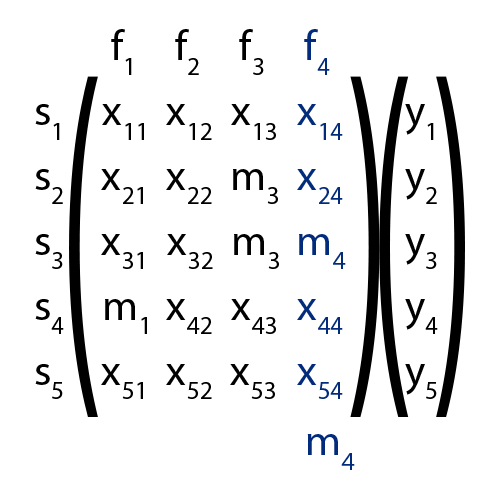 f₁ f₂ f₃ f₄
s₁ x₁₁ x₁₂ x₁₃ x₁₄ y₁
s₂ x₂₁ x₂₂ m₃ x₂₄ y₂
s₃ x₃₁ x₃₂ m₃ m₄ y₃
s₄ m₁ x₄₂ x₄₃ x₄₄ y₄
s₅ x₅₁ x₅₂ x₅₃ x₅₄ y₅
m₄